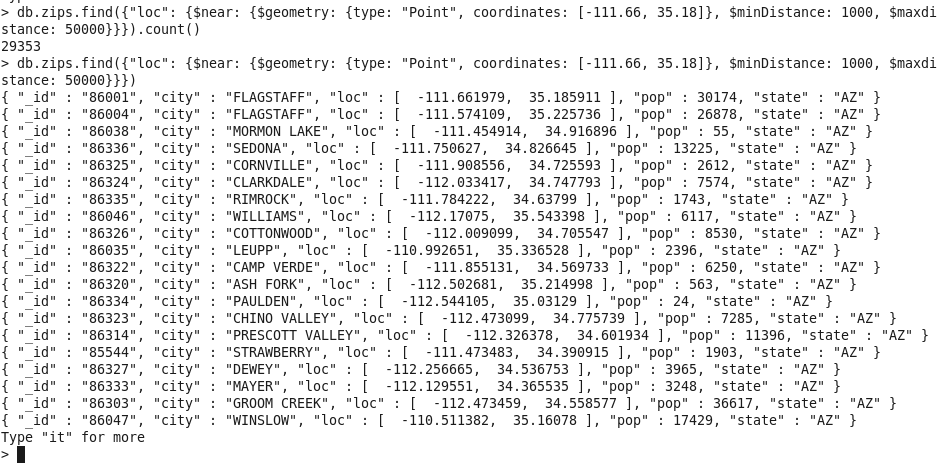 > db.zips.find({"loc": {$near: {$geometry: {type: "Point", coordinates: [-111.66, 35.18]}, $minDistance: 1000, $maxdi
stance: 50000}}}).count()
29353
> db.zips.find({"loc": {$near: {$geometry: {type: "Point", coordinates: [-111.66, 35.18]}, $minDistance: 1000, $maxdi
stance: 50000}}})
{ "_id" : "86001", "city" : "FLAGSTAFF", "loc" : [  -111.661979,  35.185911 ], "pop" : 30174, "state" : "AZ" }
{ "_id" : "86004", "city" : "FLAGSTAFF", "loc" : [  -111.574109,  35.225736 ], "pop" : 26878, "state" : "AZ" }
{ "_id" : "86038", "city" : "MORMON LAKE", "loc" : [  -111.454914,  34.916896 ], "pop" : 55, "state" : "AZ" }
{ "_id" : "86336", "city" : "SEDONA", "loc" : [  -111.750627,  34.826645 ], "pop" : 13225, "state" : "AZ" }
{ "_id" : "86325", "city" : "CORNVILLE", "loc" : [  -111.908556,  34.725593 ], "pop" : 2612, "state" : "AZ" }
{ "_id" : "86324", "city" : "CLARKDALE", "loc" : [  -112.033417,  34.747793 ], "pop" : 7574, "state" : "AZ" }
{ "_id" : "86335", "city" : "RIMROCK", "loc" : [  -111.784222,  34.63799 ], "pop" : 1743, "state" : "AZ" }
{ "_id" : "86046", "city" : "WILLIAMS", "loc" : [  -112.17075,  35.543398 ], "pop" : 6117, "state" : "AZ" }
{ "_id" : "86326", "city" : "COTTONWOOD", "loc" : [  -112.009099,  34.705547 ], "pop" : 8530, "state" : "AZ" }
{ "_id" : "86035", "city" : "LEUPP", "loc" : [  -110.992651,  35.336528 ], "pop" : 2396, "state" : "AZ" }
{ "_id" : "86322", "city" : "CAMP VERDE", "loc" : [  -111.855131,  34.569733 ], "pop" : 6250, "state" : "AZ" }
{ "_id" : "86320", "city" : "ASH FORK", "loc" : [  -112.502681,  35.214998 ], "pop" : 563, "state" : "AZ" }
{ "_id" : "86334", "city" : "PAULDEN", "loc" : [  -112.544105,  35.03129 ], "pop" : 24, "state" : "AZ" }
{ "_id" : "86323", "city" : "CHINO VALLEY", "loc" : [  -112.473099,  34.775739 ], "pop" : 7285, "state" : "AZ" }
{ "_id" : "86314", "city" : "PRESCOTT VALLEY", "loc" : [  -112.326378,  34.601934 ], "pop" : 11396, "state" : "AZ" }
{ "_id" : "85544", "city" : "STRAWBERRY", "loc" : [  -111.473483,  34.390915 ], "pop" : 1903, "state" : "AZ" }
{ "_id" : "86327", "city" : "DEWEY", "loc" : [  -112.256665,  34.536753 ], "pop" : 3965, "state" : "AZ" }
{ "_id" : "86333", "city" : "MAYER", "loc" : [  -112.129551,  34.365535 ], "pop" : 3248, "state" : "AZ" }
{ "_id" : "86303", "city" : "GROOM CREEK", "loc" : [  -112.473459,  34.558577 ], "pop" : 36617, "state" : "AZ" }
{ "_id" : "86047", "city" : "WINSLOW", "loc" : [  -110.511382,  35.16078 ], "pop" : 17429, "state" : "AZ" }
Type "it" for more
>